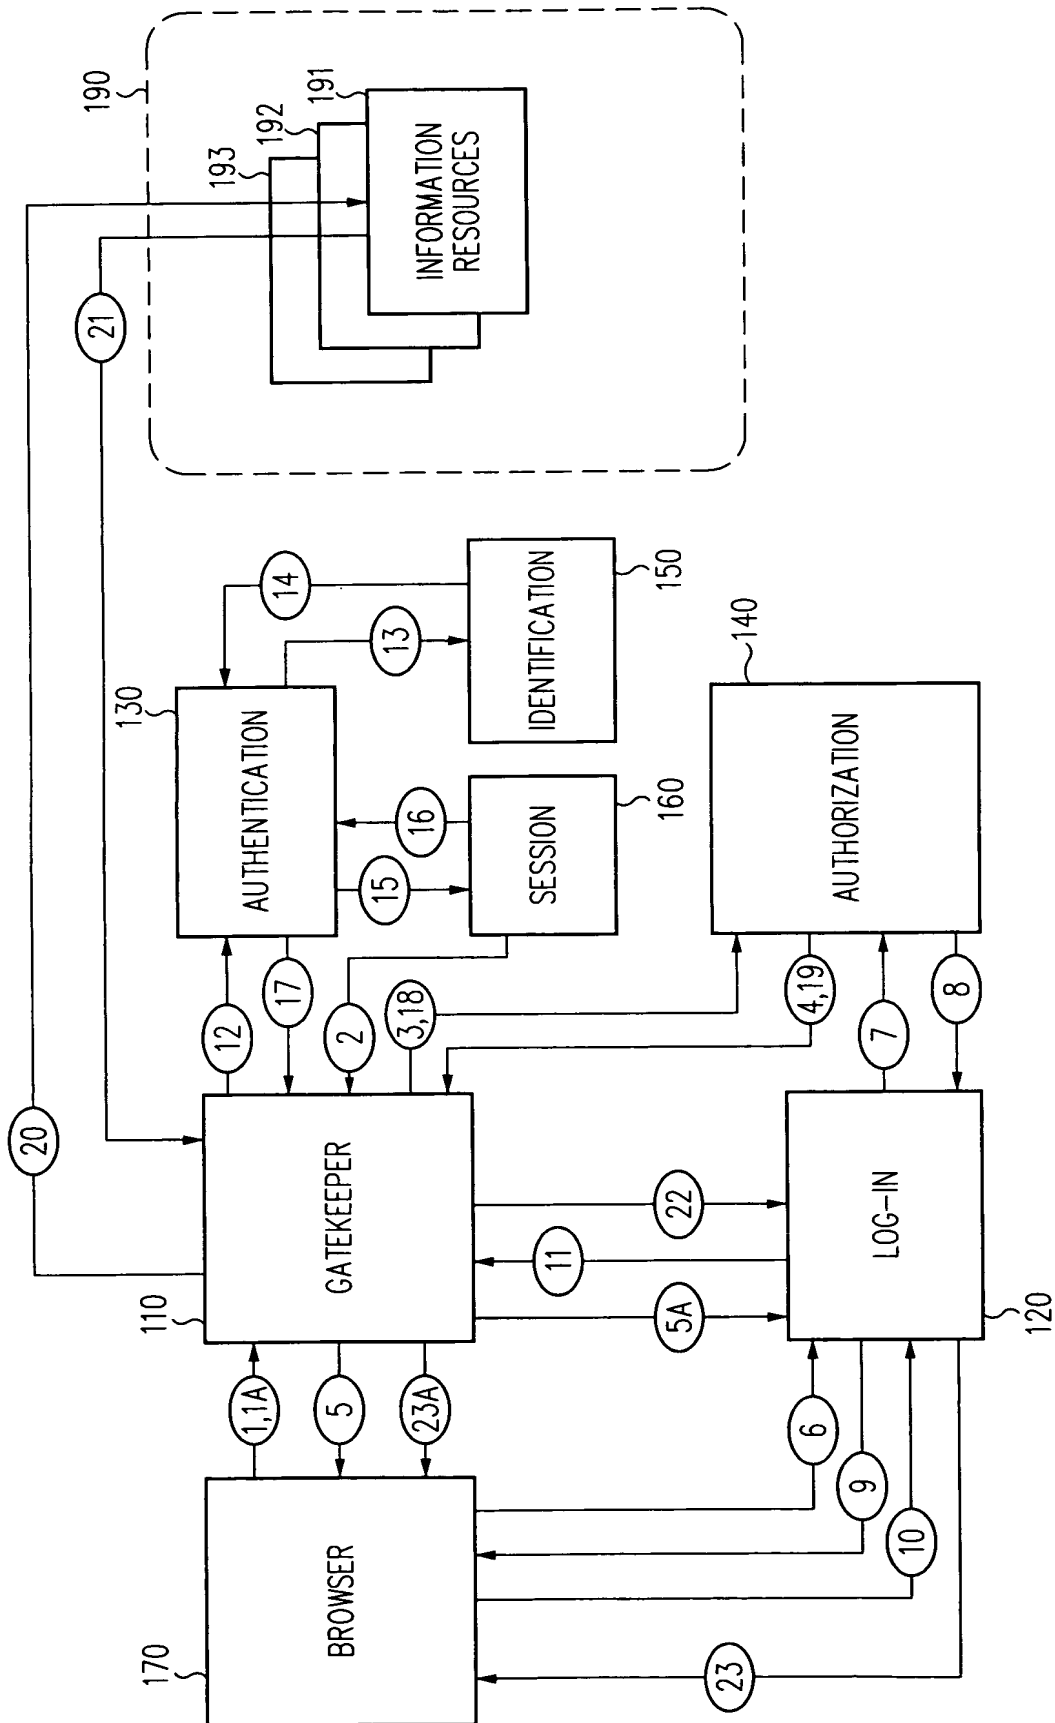 190
193
192
191
INFORMATION
RESOURCES
21
20
14
13
IDENTIFICATION
150
130
AUTHENTICATION
16
15
SESSION
160
140
AUTHORIZATION
12
17
2
3,18
4,19
7
8
110
GATEKEEPER
22
11
5A
LOG-IN
120
1,1A
5
23A
6
9
10
170
BROWSER
23